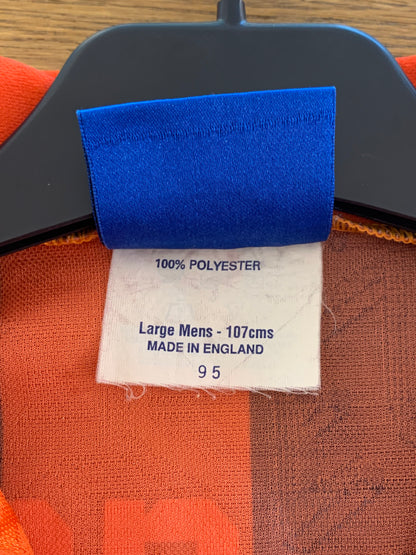 100% POLYESTER
Large Mens - 107cms
MADE IN ENGLAND
95